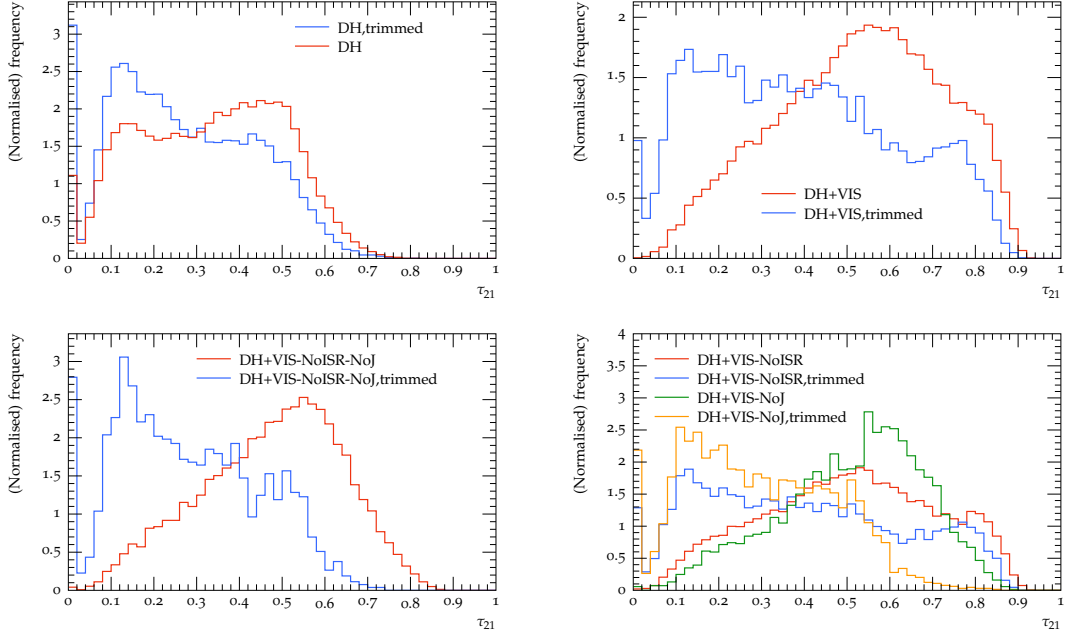 DH,trimmed
DH
(Normalised) frequency
3
2.5
2
1.5
1
0.5
0
0 0.1 0.2 0.3 0.4 0.5 0.6 0.7 0.8 0.9 1
τ21
DH+VIS
DH+VIS,trimmed
(Normalised) frequency
2
1.5
1
0.5
0
0 0.1 0.2 0.3 0.4 0.5 0.6 0.7 0.8 0.9 1
τ21
DH+VIS-NoISR-NoJ
DH+VIS-NoISR-NoJ,trimmed
(Normalised) frequency
3
2.5
2
1.5
1
0.5
0
0 0.1 0.2 0.3 0.4 0.5 0.6 0.7 0.8 0.9 1
τ21
DH+VIS-NoISR
DH+VIS-NoISR,trimmed
DH+VIS-NoJ
DH+VIS-NoJ,trimmed
(Normalised) frequency
4
3.5
3
2.5
2
1.5
1
0.5
0
0 0.1 0.2 0.3 0.4 0.5 0.6 0.7 0.8 0.9 1
τ21